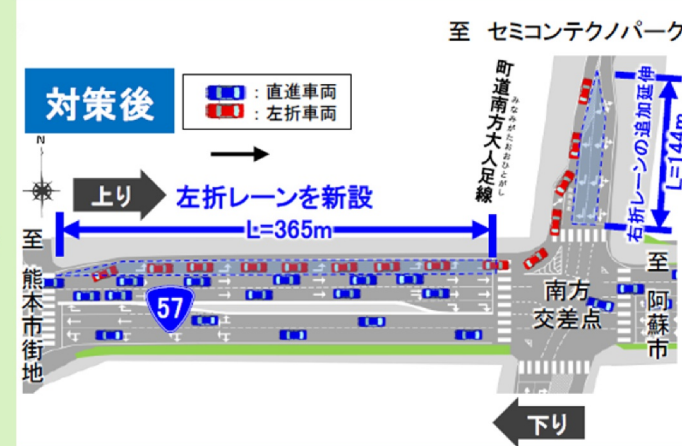 至 セミコンテクノパーク
対策後
：直進車両
：左折車両
町道南方大人足線
みなみがたおおひとがし
右折レーンの追加延伸
L=144m
N
上り
左折レーンを新設
L=365m
至 熊本市街地
57
南方
交差点
至 阿蘇市
下り